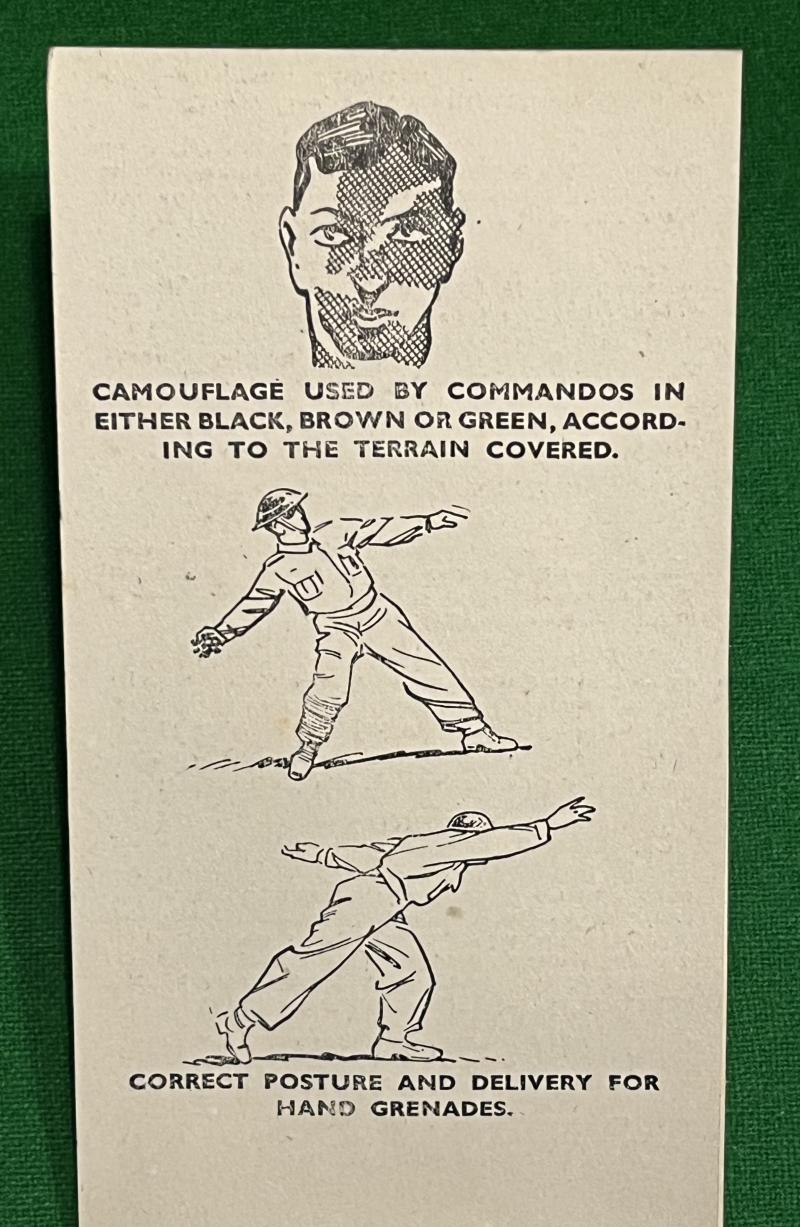 CAMOUFLAGE USED BY COMMANDOS IN
EITHER BLACK, BROWN OR GREEN, ACCORD-
ING TO THE TERRAIN COVERED.
CORRECT POSTURE AND DELIVERY FOR
HAND GRENADES.